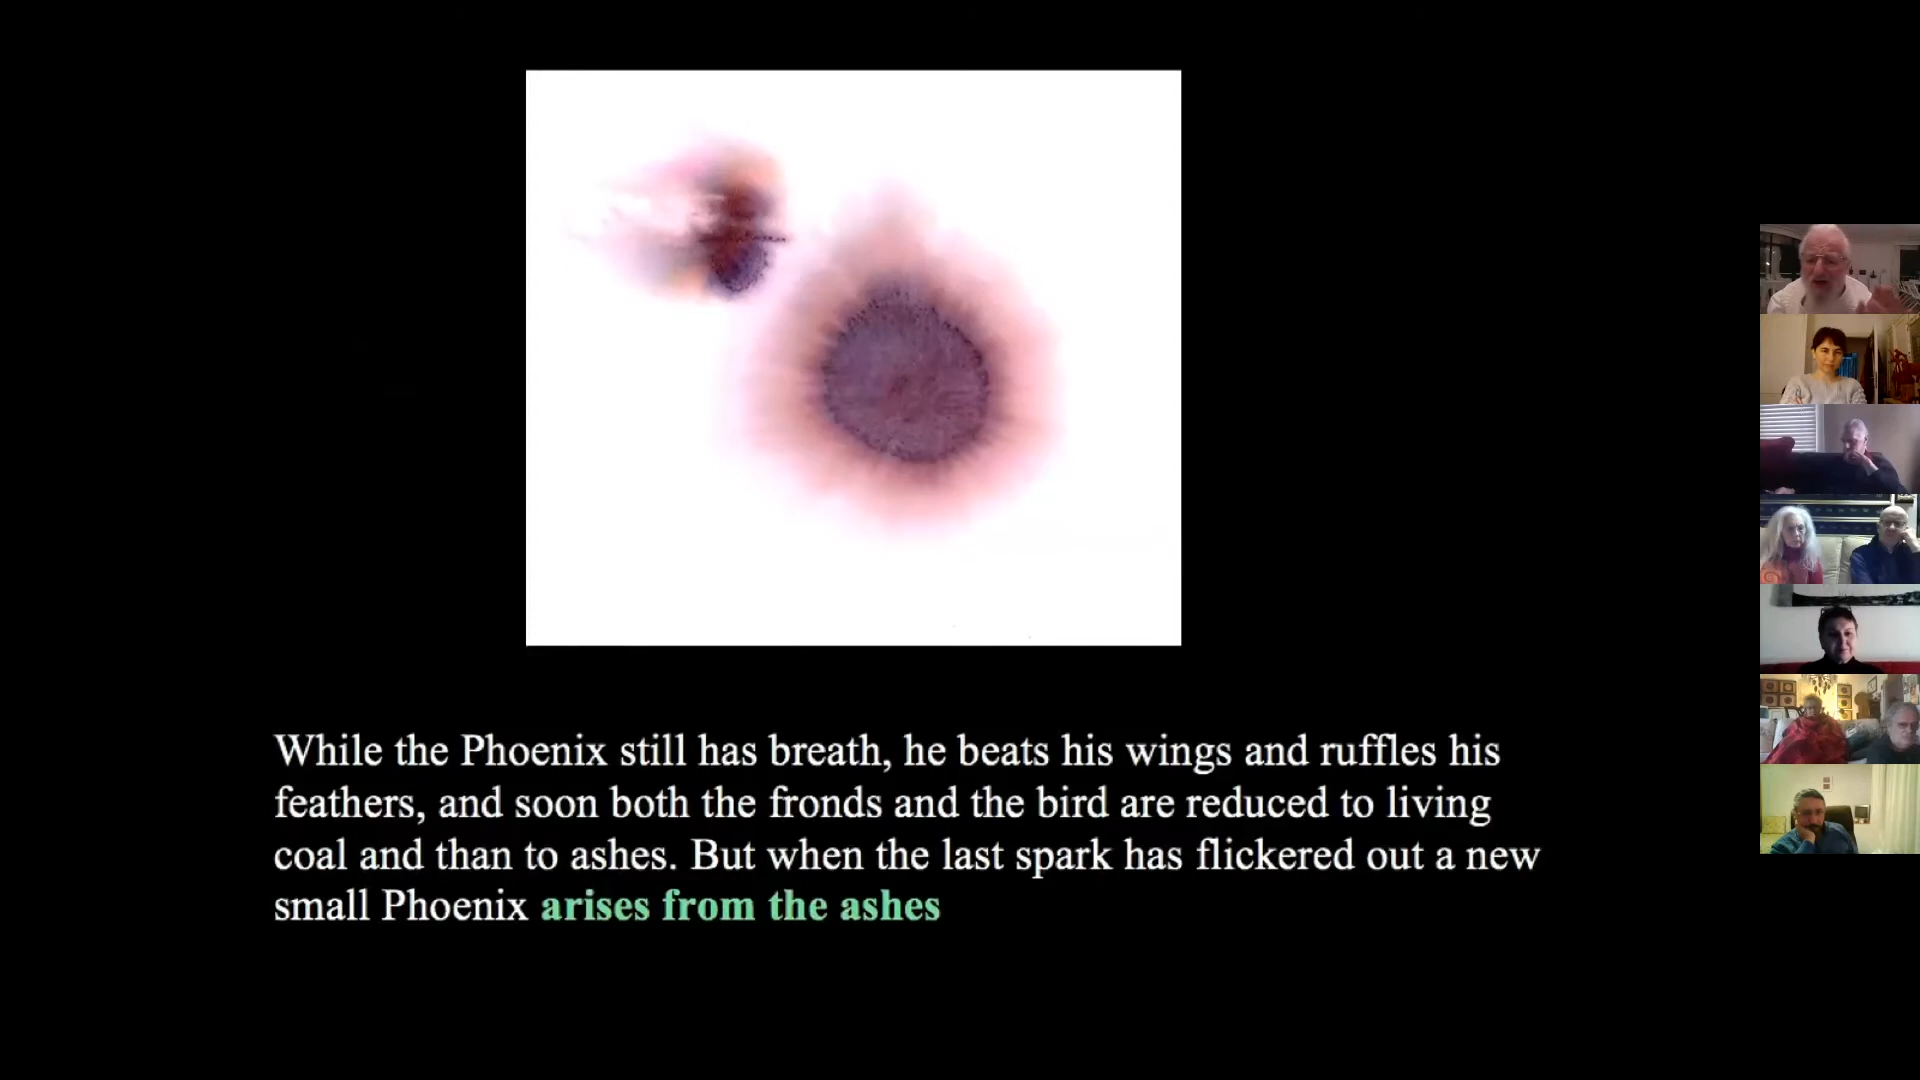 While the Phoenix still has breath, he beats his wings and ruffles his
feathers, and soon both the fronds and the bird are reduced to living
coal and than to ashes. But when the last spark has flickered out a new
small Phoenix arises from the ashes